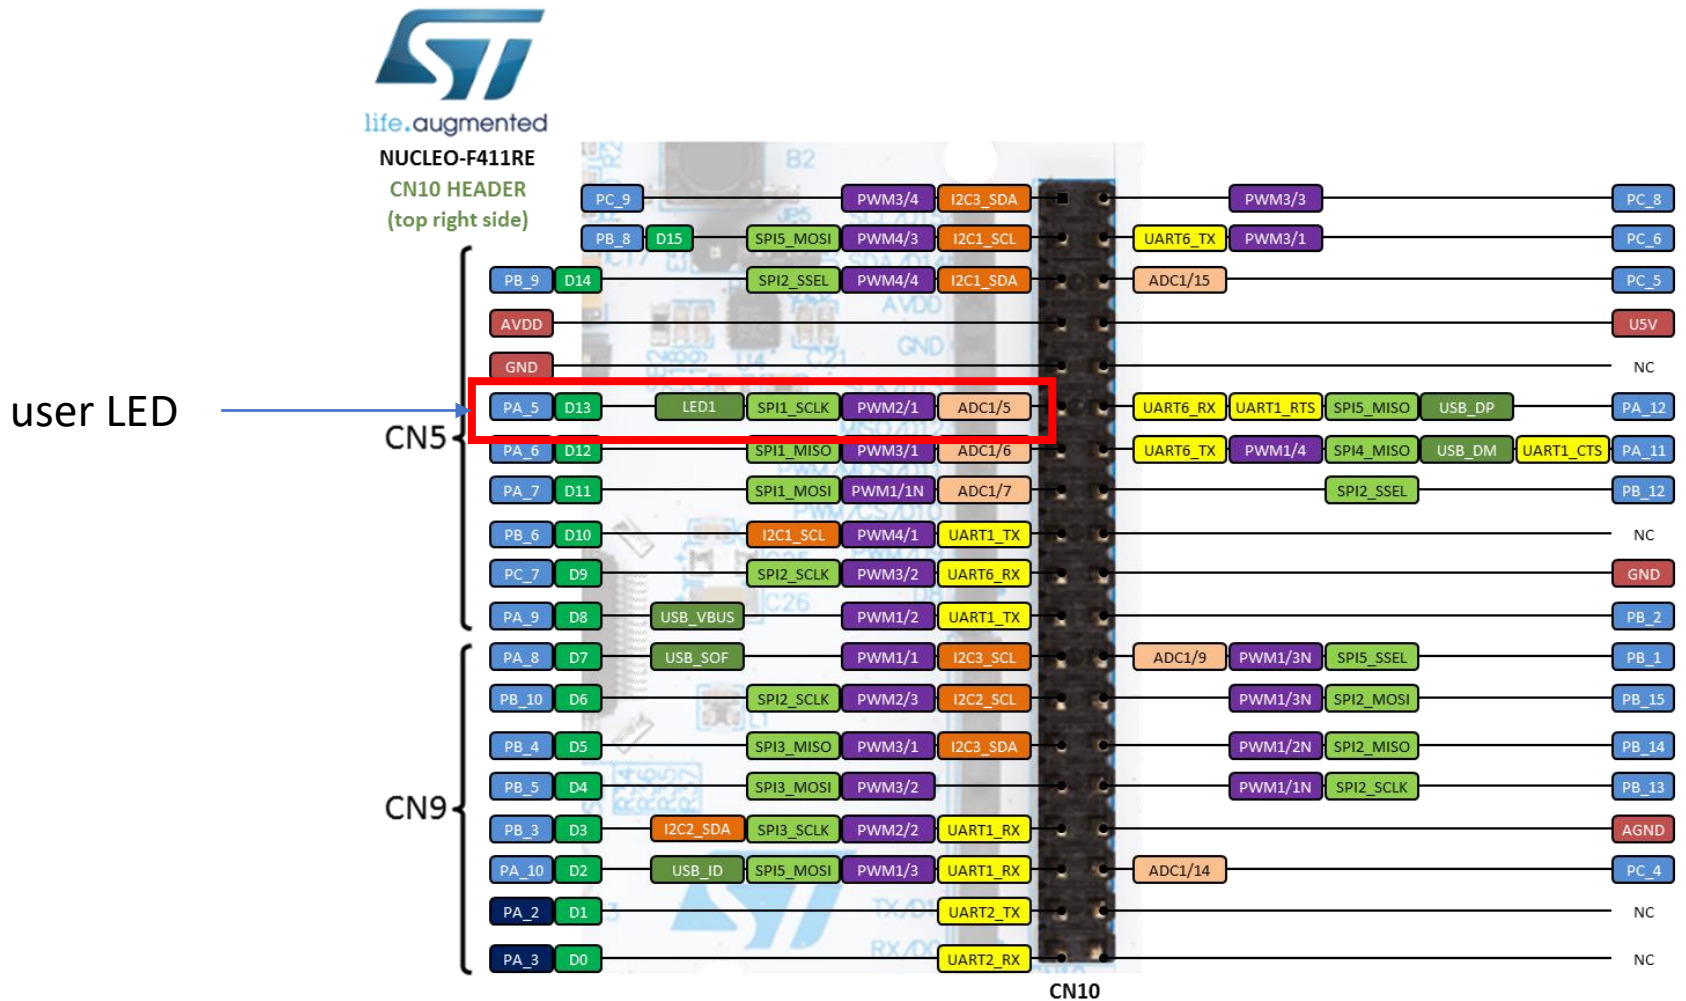 life.augmented
NUCLEO-F411RE
CN10 HEADER
(top right side)
B2
PC_9 PWM3/4 I2C3_SDA PWM3/3 PC_8
PB_8 D15 SPI5_MOSI PWM4/3 I2C1_SCL UART6_TX PWM3/1 PC_6
PB_9 D14 SPI2_SSEL PWM4/4 I2C1_SDA ADC1/15 PC_5
AVDD
AVDD U5V
GND
GND NC
user LED
PA_5 D13 LED1 SPI1_SCLK PWM2/1 ADC1/5 UART6_RX UART1_RTS SPI5_MISO USB_DP PA_12
CN5
PA_6 D12 SPI1_MISO PWM3/1 ADC1/6 UART6_TX PWM1/4 SPI4_MISO USB_DM UART1_CTS PA_11
PA_7 D11 SPI1_MOSI PWM1/1N ADC1/7 SPI2_SSEL PB_12
PB_6 D10 I2C1_SCL PWM4/1 UART1_TX NC
PC_7 D9 SPI2_SCLK PWM3/2 UART6_RX GND
C26
PA_9 D8 USB_VBUS PWM1/2 UART1_TX PB_2
PA_8 D7 USB_SOF PWM1/1 I2C3_SCL ADC1/9 PWM1/3N SPI5_SSEL PB_1
PB_10 D6 SPI2_SCLK PWM2/3 I2C2_SCL PWM1/3N SPI2_MOSI PB_15
PB_4 D5 SPI3_MISO PWM3/1 I2C3_SDA PWM1/2N SPI2_MISO PB_14
PB_5 D4 SPI3_MOSI PWM3/2 PWM1/1N SPI2_SCLK PB_13
CN9
PB_3 D3 I2C2_SDA SPI3_SCLK PWM2/2 UART1_RX AGND
PA_10 D2 USB_ID SPI5_MOSI PWM1/3 UART1_RX ADC1/14 PC_4
PA_2 D1 TX/D1 UART2_TX NC
RX/D0
PA_3 D0 UART2_RX NC
CN10